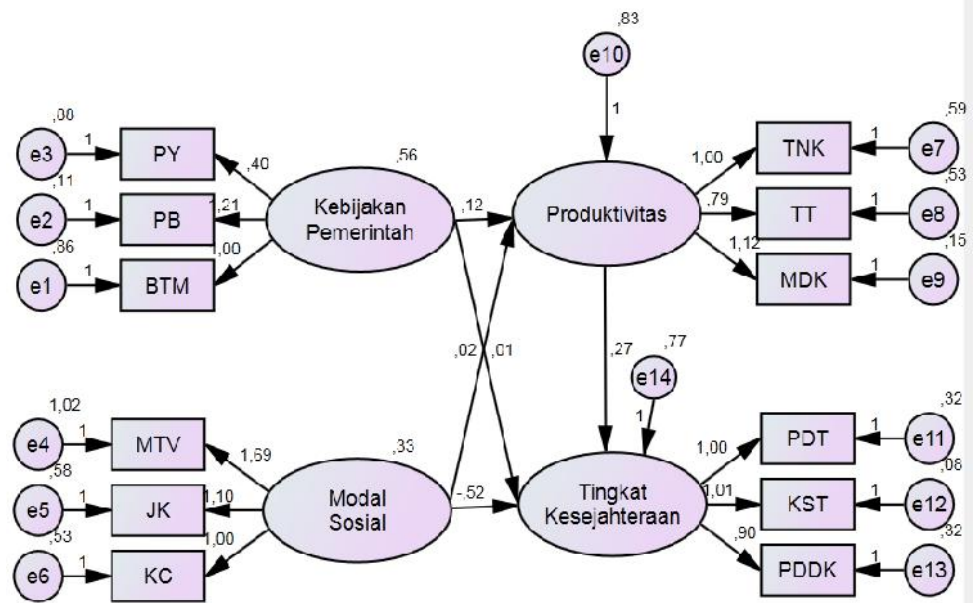 ,83
e10
1
,88
e3
1
PY
,40
,11
e2
1
PB
1,21
,86
e1
1
BTM
1,00
,56
Kebijakan
Pemerintah
,12
Produktivitas
1,00
TNK
1
,59
e7
,79
TT
1
,53
e8
1,12
MDK
1
,15
e9
,02
,01
,27
,77
e14
1
1,02
e4
1
MTV
1,69
,58
e5
1
JK
1,10
,53
e6
1
KC
1,00
,33
Modal
Sosial
-,52
Tingkat
Kesejahteraan
1,00
PDT
1
,32
e11
1,01
KST
1
,08
e12
,90
PDDK
1
,32
e13